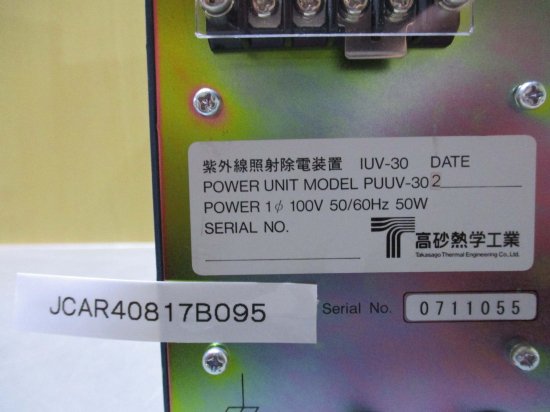 紫外線照射除電装置 IUV-30 DATE
POWER UNIT MODEL PUUV-302
POWER 1φ 100V 50/60Hz 50W
SERIAL NO.
高砂熱学工業
Takasago Thermal Engineering Co., Ltd.
JCAR40817B095
Serial No. 0711055